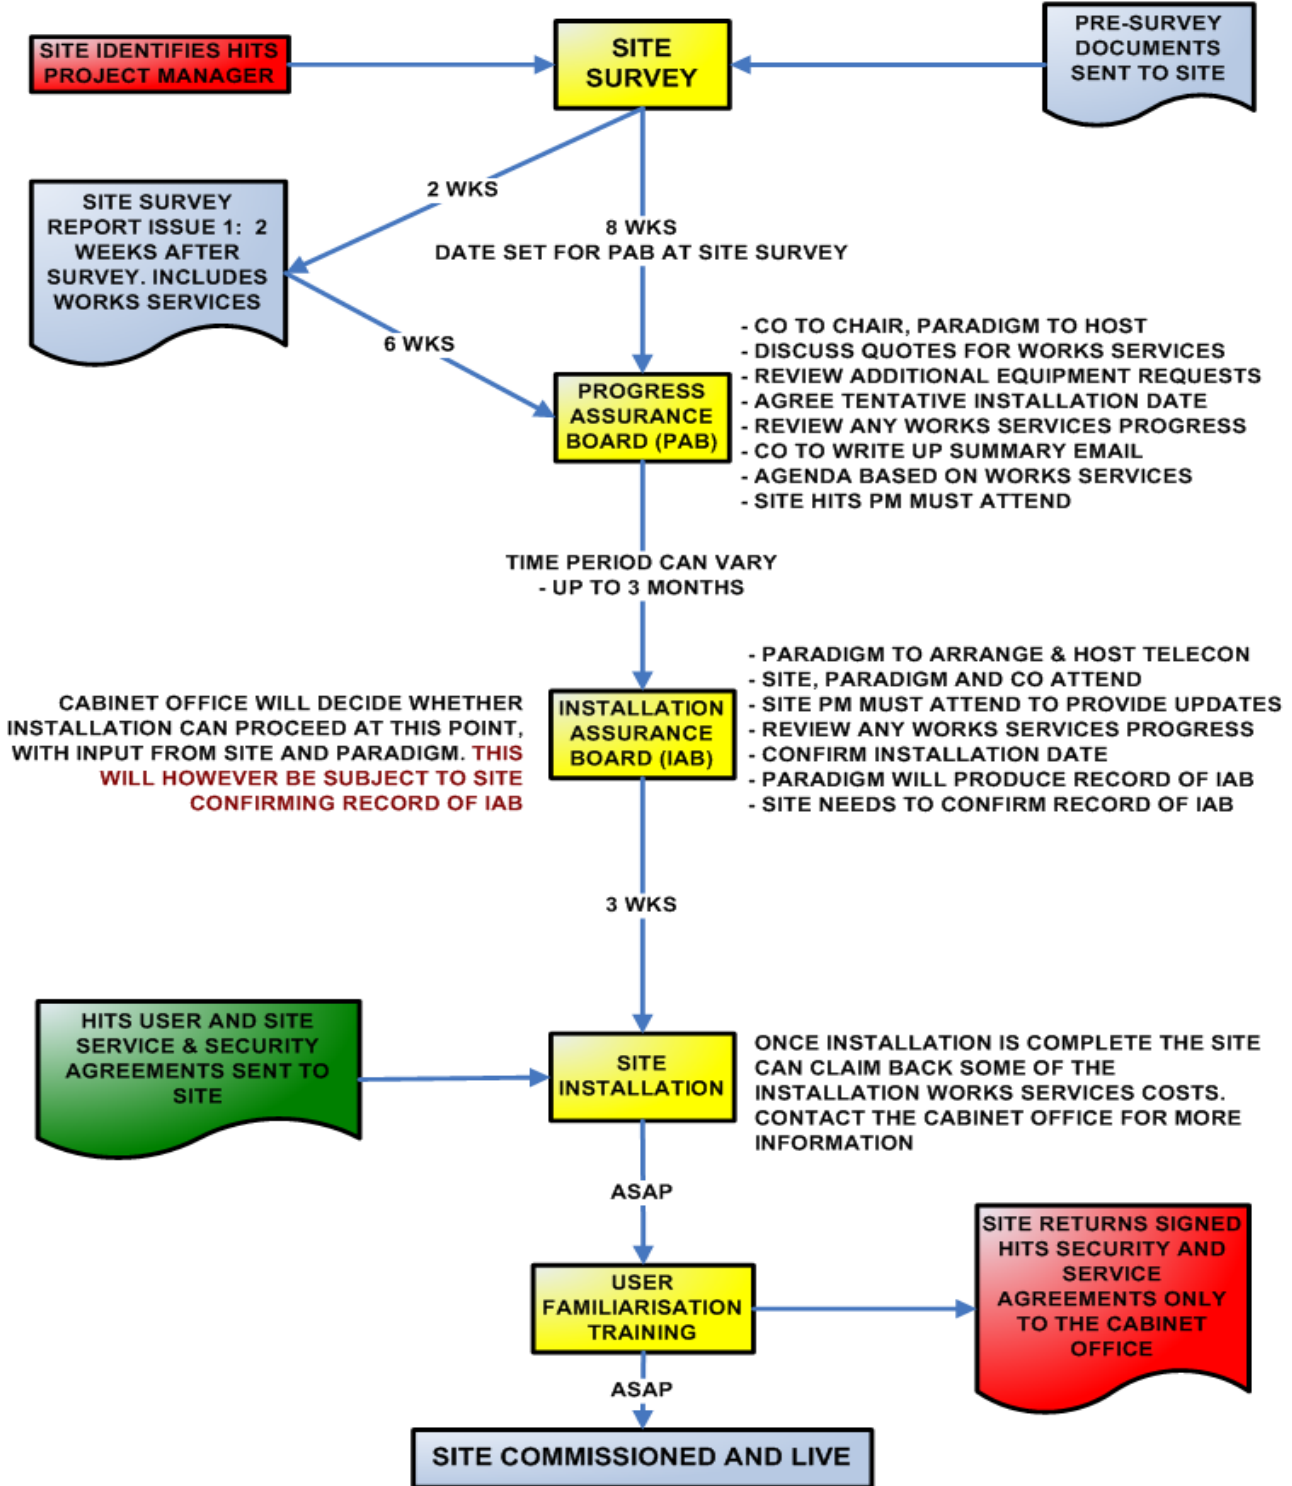 SITE IDENTIFIES HITS
PROJECT MANAGER
SITE
SURVEY
PRE-SURVEY
DOCUMENTS
SENT TO SITE
2 WKS
SITE SURVEY
REPORT ISSUE 1:  2
WEEKS AFTER
SURVEY. INCLUDES
WORKS SERVICES
8 WKS
DATE SET FOR PAB AT SITE SURVEY
6 WKS
PROGRESS
ASSURANCE
BOARD (PAB)
- CO TO CHAIR, PARADIGM TO HOST
- DISCUSS QUOTES FOR WORKS SERVICES
- REVIEW ADDITIONAL EQUIPMENT REQUESTS
- AGREE TENTATIVE INSTALLATION DATE
- REVIEW ANY WORKS SERVICES PROGRESS
- CO TO WRITE UP SUMMARY EMAIL
- AGENDA BASED ON WORKS SERVICES
- SITE HITS PM MUST ATTEND
TIME PERIOD CAN VARY
- UP TO 3 MONTHS
CABINET OFFICE WILL DECIDE WHETHER
INSTALLATION CAN PROCEED AT THIS POINT,
WITH INPUT FROM SITE AND PARADIGM. THIS
WILL HOWEVER BE SUBJECT TO SITE
CONFIRMING RECORD OF IAB
INSTALLATION
ASSURANCE
BOARD (IAB)
- PARADIGM TO ARRANGE & HOST TELECON
- SITE, PARADIGM AND CO ATTEND
- SITE PM MUST ATTEND TO PROVIDE UPDATES
- REVIEW ANY WORKS SERVICES PROGRESS
- CONFIRM INSTALLATION DATE
- PARADIGM WILL PRODUCE RECORD OF IAB
- SITE NEEDS TO CONFIRM RECORD OF IAB
3 WKS
HITS USER AND SITE
SERVICE & SECURITY
AGREEMENTS SENT TO
SITE
SITE
INSTALLATION
ONCE INSTALLATION IS COMPLETE THE SITE
CAN CLAIM BACK SOME OF THE
INSTALLATION WORKS SERVICES COSTS.
CONTACT THE CABINET OFFICE FOR MORE
INFORMATION
ASAP
USER
FAMILIARISATION
TRAINING
SITE RETURNS SIGNED
HITS SECURITY AND
SERVICE
AGREEMENTS ONLY
TO THE CABINET
OFFICE
ASAP
SITE COMMISSIONED AND LIVE